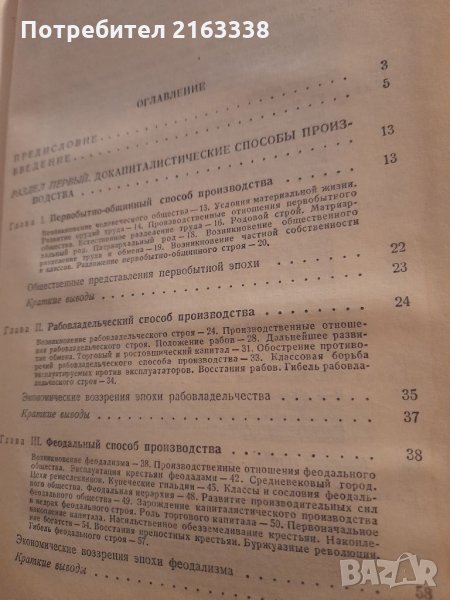 Потребител 2163338
ОГЛАВЛЕНИЕ
ПРЕДИСЛОВИЕ 3
ВВЕДЕНИЕ 5
РАЗДЕЛ ПЕРВЫЙ. ДОКАПИТАЛИСТИЧЕСКИЕ СПОСОБЫ ПРОИЗ-
ВОДСТВА 13
Глава I. Первобытно-общинный способ производства 13
Возникновение человеческого общества — 13. Условия материальной жизни.
Развитие орудий труда — 14. Производственные отношения первобытного
общества. Естественное разделение труда — 16. Родовой строй. Матриар-
хальный род. Патриархальный род — 18. Возникновение общественного
разделения труда и обмена — 19. Возникновение частной собственности
и классов. Разложение первобытно-общинного строя — 20.
Общественные представления первобытной эпохи 22
Краткие выводы 23
Глава II. Рабовладельческий способ производства 24
Возникновение рабовладельческого строя — 24. Производственные отноше-
ния рабовладельческого строя. Положение рабов — 28. Дальнейшее разви-
тие обмена. Торговый и ростовщический капитал — 31. Обострение противо-
речий рабовладельческого способа производства — 33. Классовая борьба
эксплуатируемых против эксплуататоров. Восстания рабов. Гибель рабовла-
дельческого строя — 34.
Экономические воззрения эпохи рабовладельчества 35
Краткие выводы 37
Глава III. Феодальный способ производства 38
Возникновение феодализма — 38. Производственные отношения феодального
общества. Эксплуатация крестьян феодалами — 42. Средневековый город.
Цехи ремесленников. Купеческие гильдии — 45. Классы и сословия феодаль-
ного общества. Феодальная иерархия — 48. Развитие производительных сил
феодального общества — 49. Зарождение капиталистического производства
в недрах феодального строя. Роль торгового капитала — 50. Первоначальное
накопление капитала. Насильственное обезземеливание крестьян. Накопле-
ние богатств — 54. Восстания крепостных крестьян. Буржуазные революции.
Гибель феодального строя — 57.
Экономические воззрения эпохи феодализма
Краткие выводы 58
BAZAR